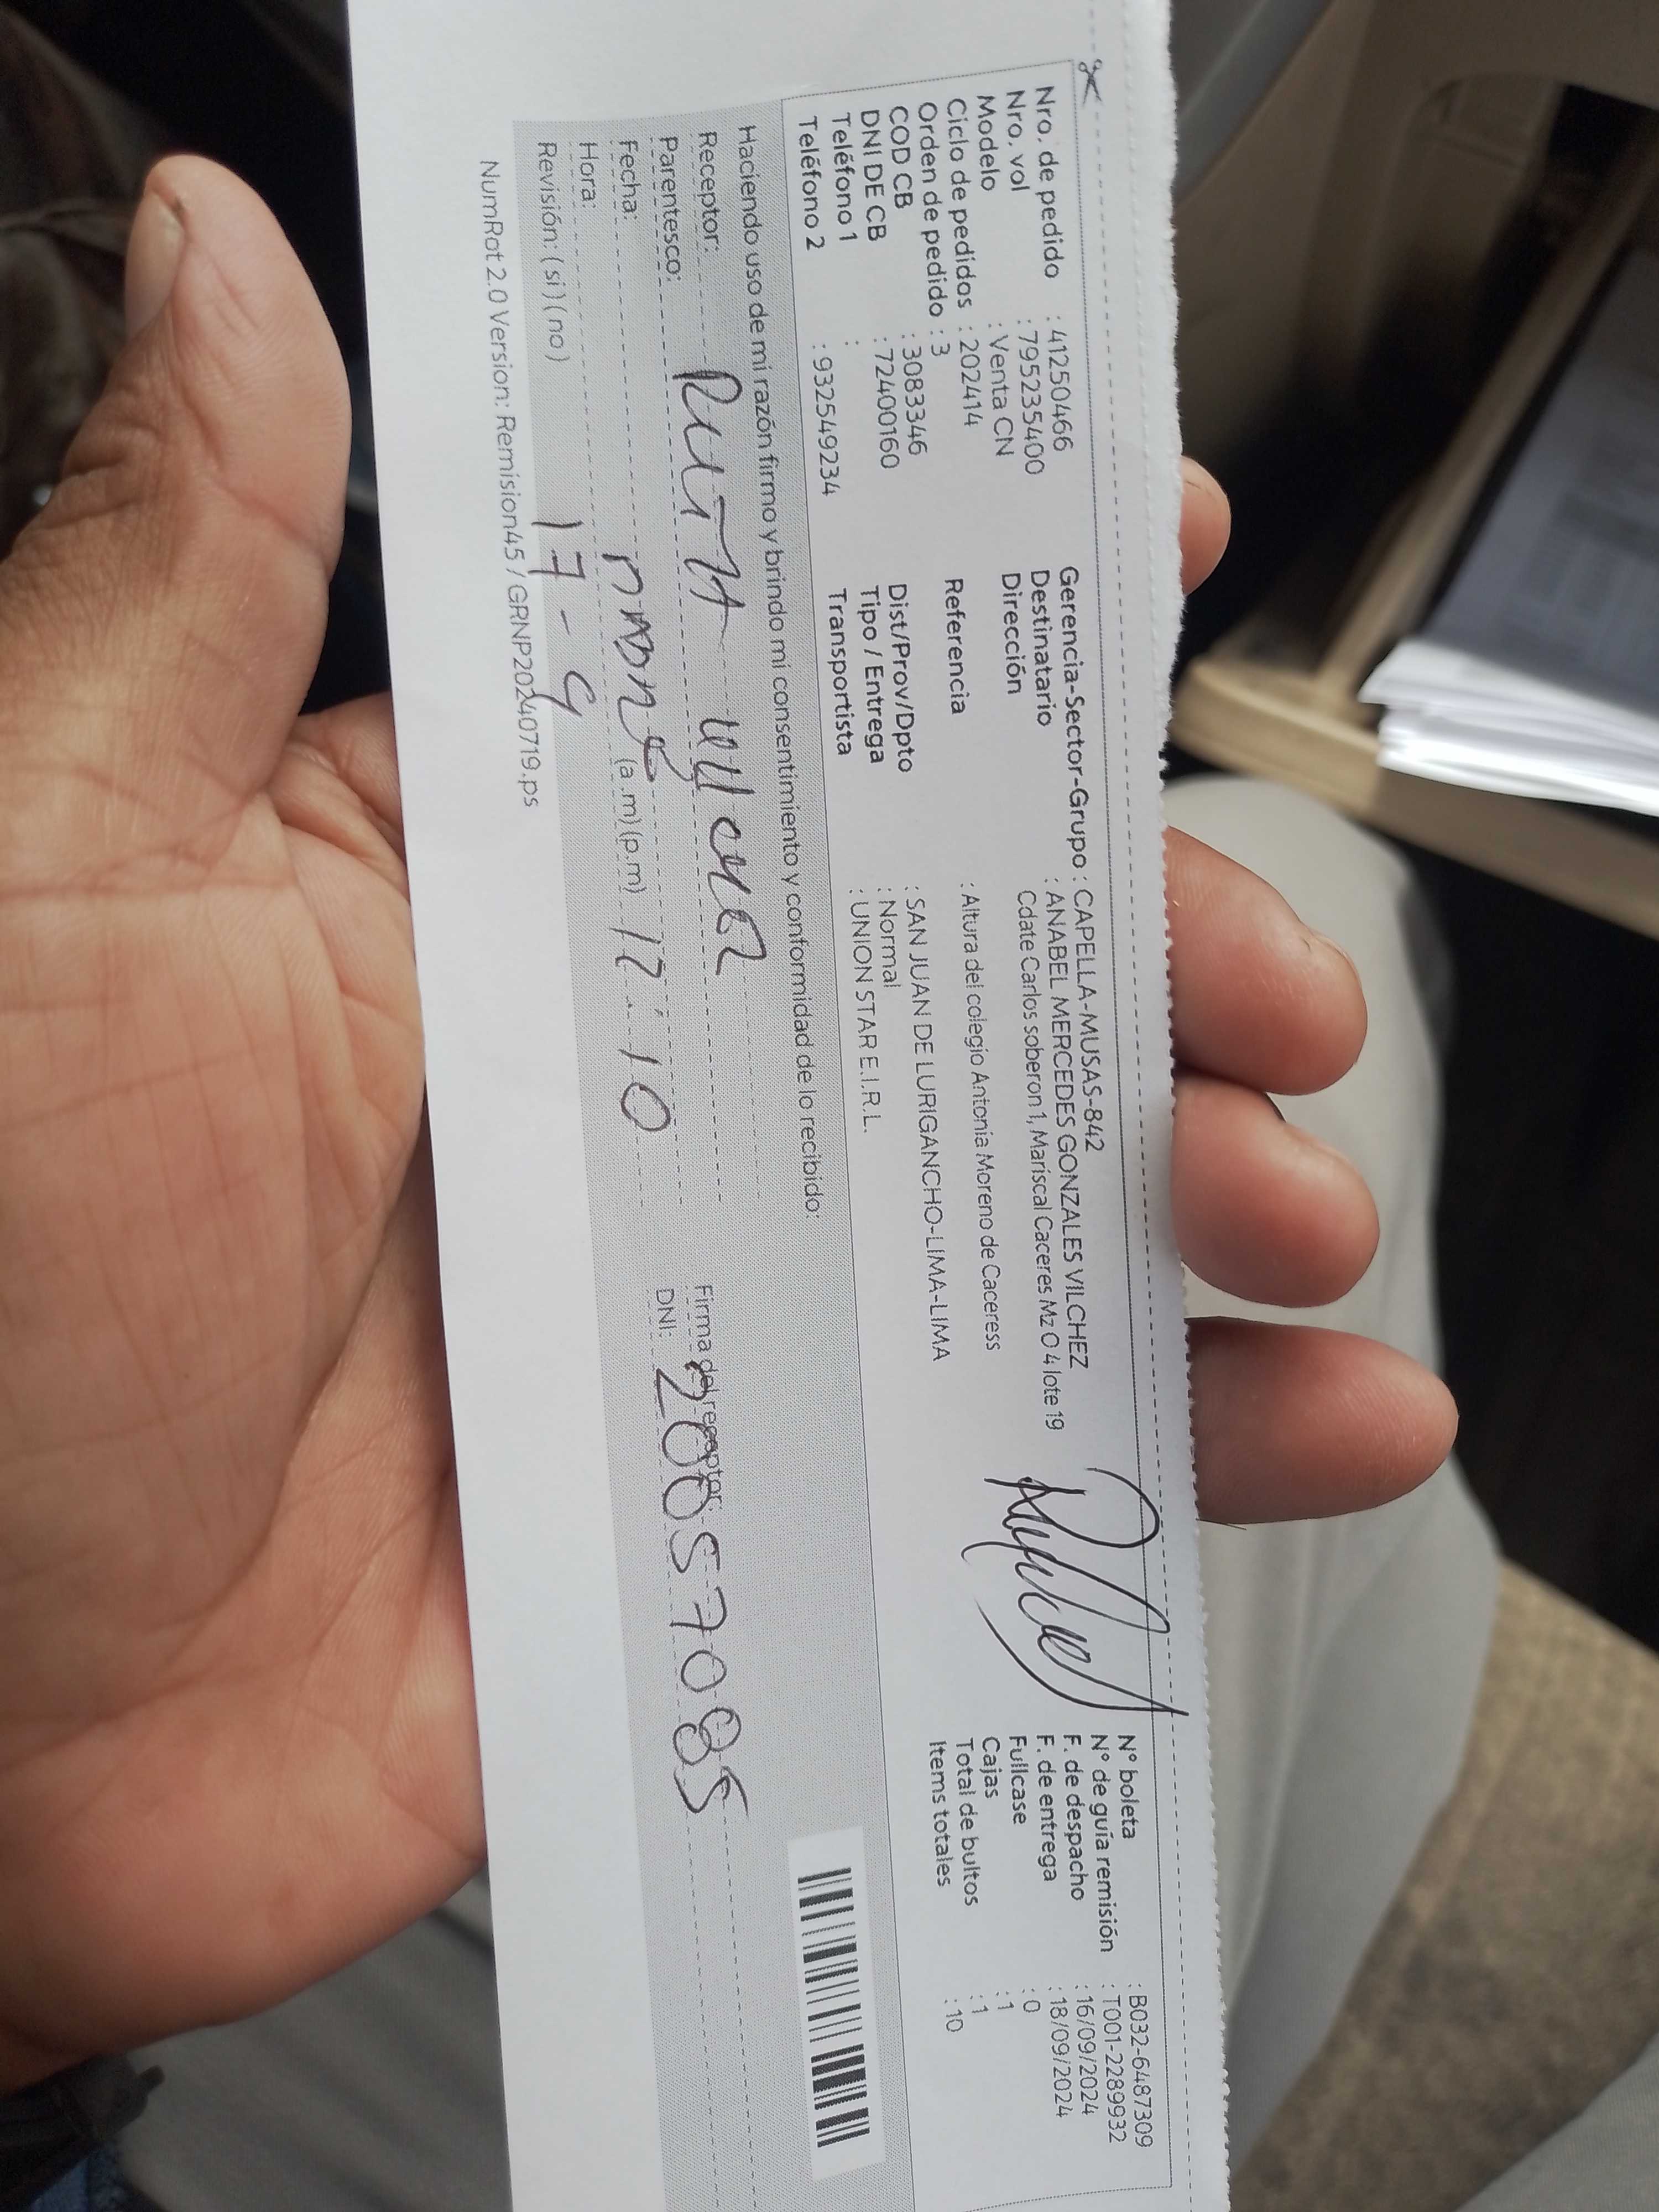 Nro. de pedido : 41250466
Nro. vol : 795235400
Modelo : Venta CN
Ciclo de pedidos : 202414
Orden de pedido : 3
COD CB : 3083346
DNI DE CB : 72400160
Teléfono 1 :
Teléfono 2 : 932549234
Gerencia-Sector-Grupo : CAPELLA-MUSAS-842
Destinatario : ANABEL MERCEDES GONZALES VILCHEZ
Dirección Cdate Carlos soberon 1, Mariscal Caceres Mz O 4 lote 19
Referencia : Altura del colegio Antonia Moreno de Caceress
Dist/Prov/Dpto : SAN JUAN DE LURIGANCHO-LIMA-LIMA
Tipo / Entrega : Normal
Transportista : UNION STAR E.I.R.L.
N° boleta : B032-6487309
N° de guía remisión : T001-2289932
F. de despacho : 16/09/2024
F. de entrega : 18/09/2024
Fullcase : 0
Cajas : 1
Total de bultos : 1
Items totales : 10
Haciendo uso de mi razón firmo y brindo mi consentimiento y conformidad de lo recibido:
Receptor:
Parentesco:
Fecha: 17-9
Hora: (a.m) (p.m) 12:10
Revisión: (si) (no)
Firma del receptor
DNI: 20057085
NumRot 2.0 Version: Remision45 / GRNP20240719.ps